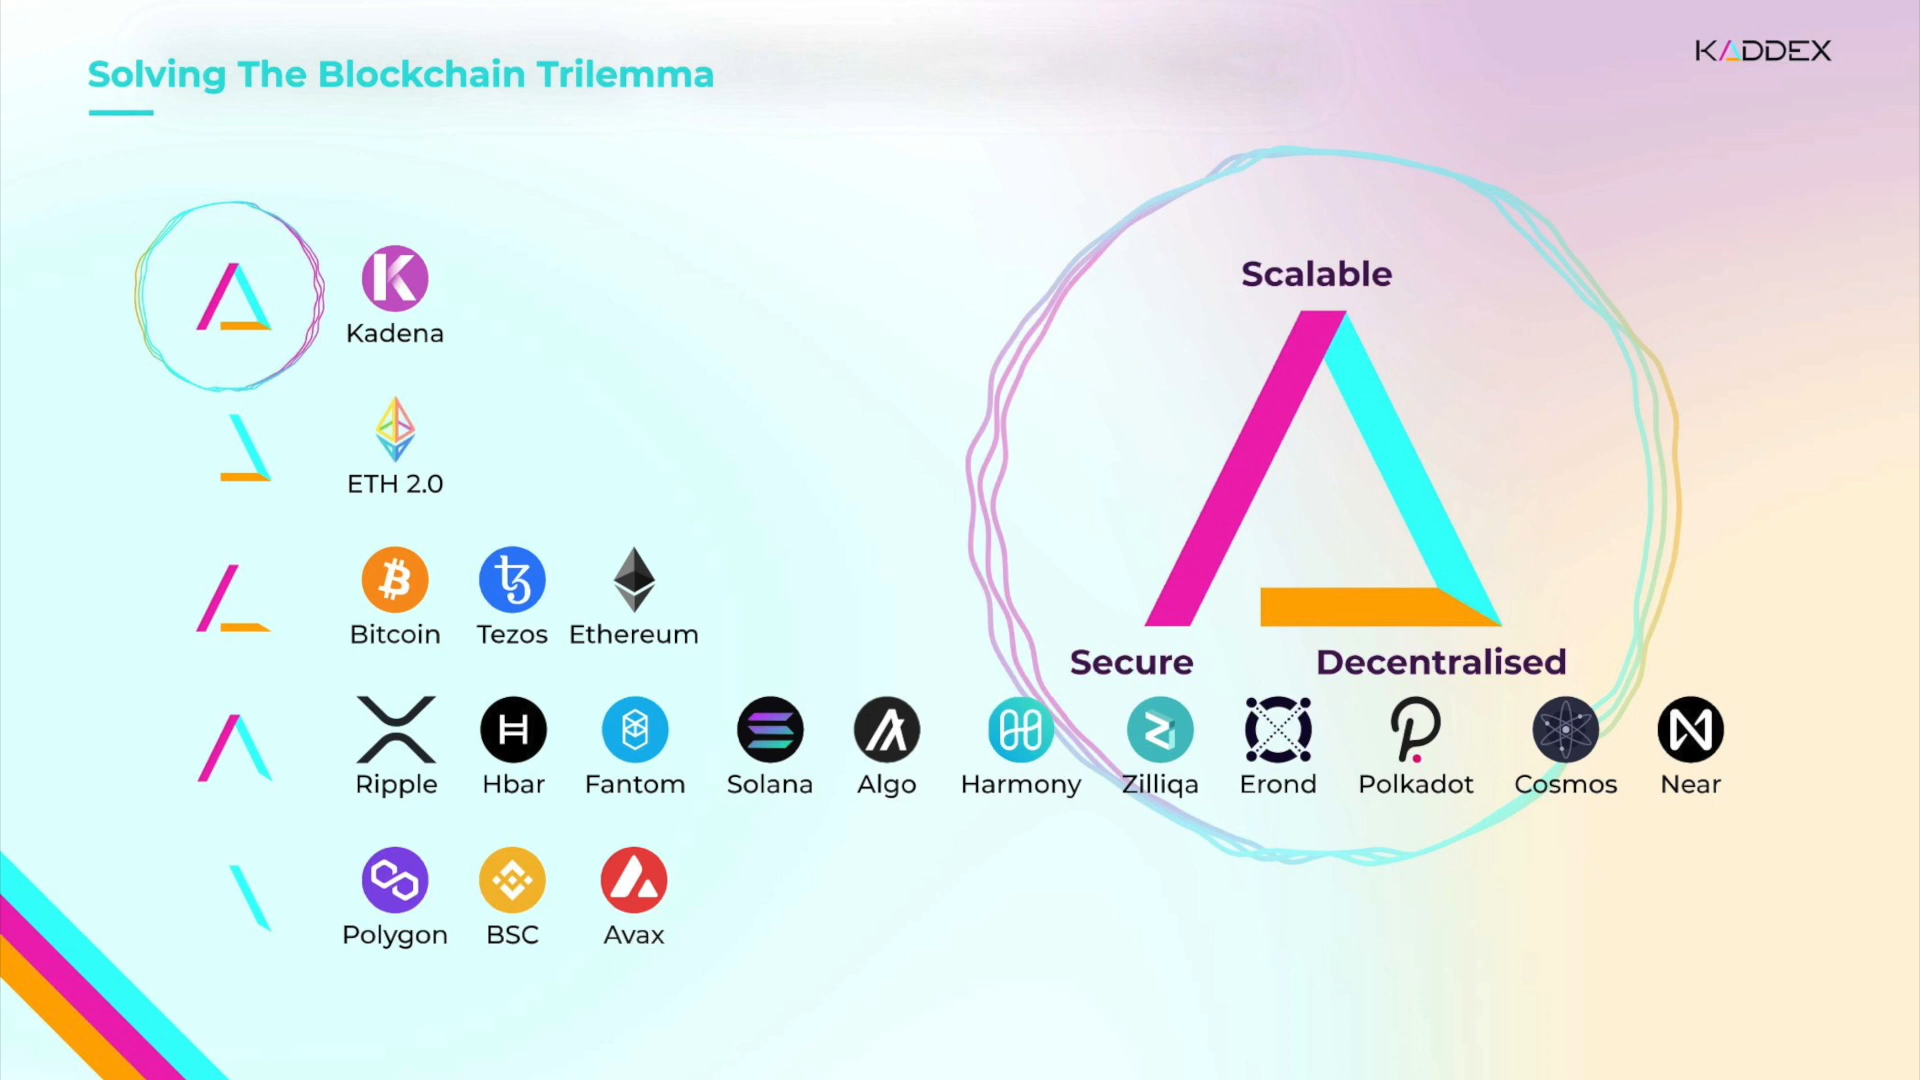 Solving The Blockchain Trilemma
KADDEX
Scalable
Secure
Decentralised
Kadena
ETH 2.0
Bitcoin
Tezos
Ethereum
Ripple
Hbar
Fantom
Solana
Algo
Harmony
Zilliqa
Erond
Polkadot
Cosmos
Near
Polygon
BSC
Avax